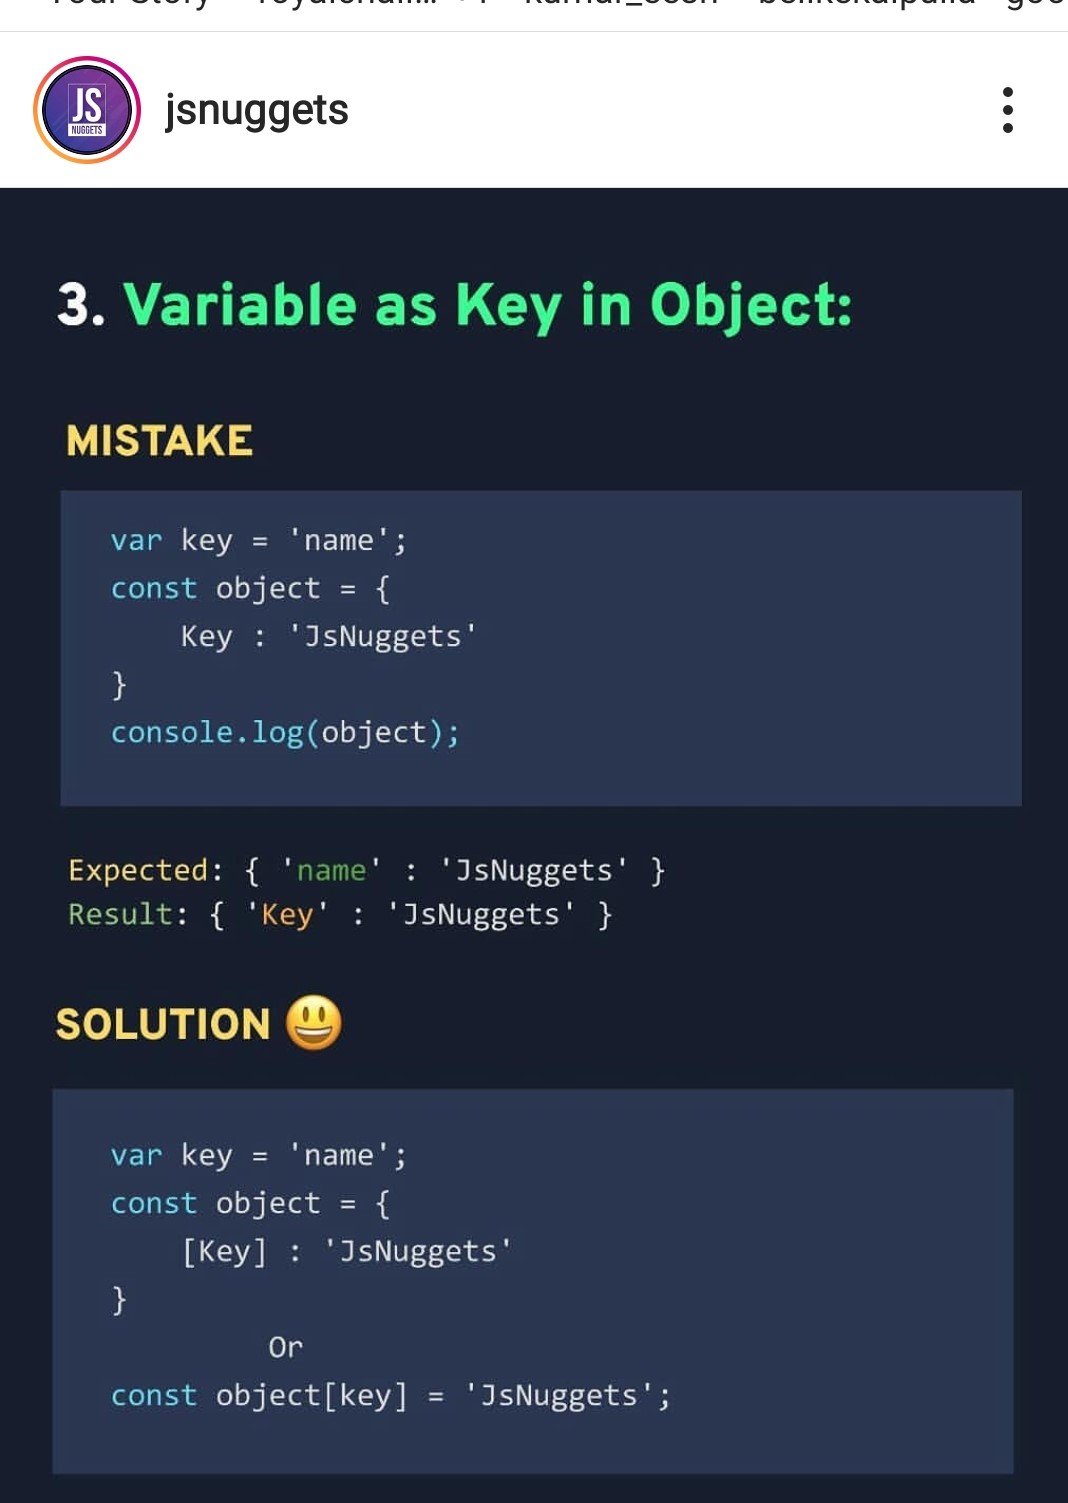 jsnuggets
JS
NUGGETS
3. Variable as Key in Object:
MISTAKE
var key = 'name';
const object = {
    Key : 'JsNuggets'
}
console.log(object);
Expected: { 'name' : 'JsNuggets' }
Result: { 'Key' : 'JsNuggets' }
SOLUTION 😃
var key = 'name';
const object = {
    [Key] : 'JsNuggets'
}
Or
const object[key] = 'JsNuggets';